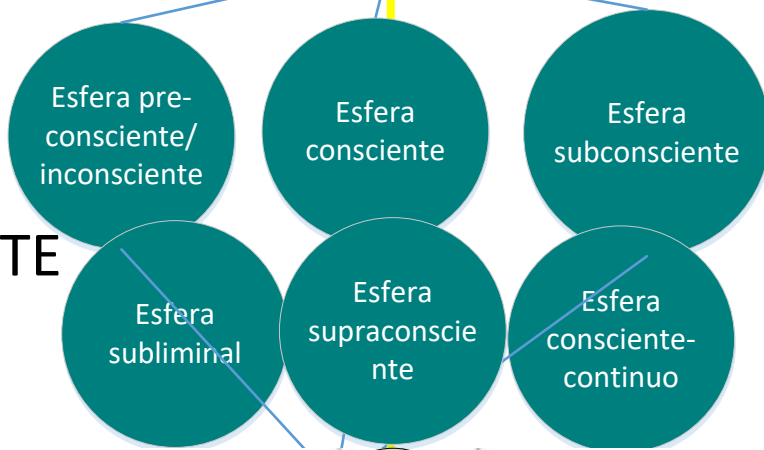 Esfera pre-
consciente/
inconsciente
Esfera
consciente
Esfera
subconsciente
TE
Esfera
subliminal
Esfera
supraconscie
nte
Esfera
consciente-
continuo